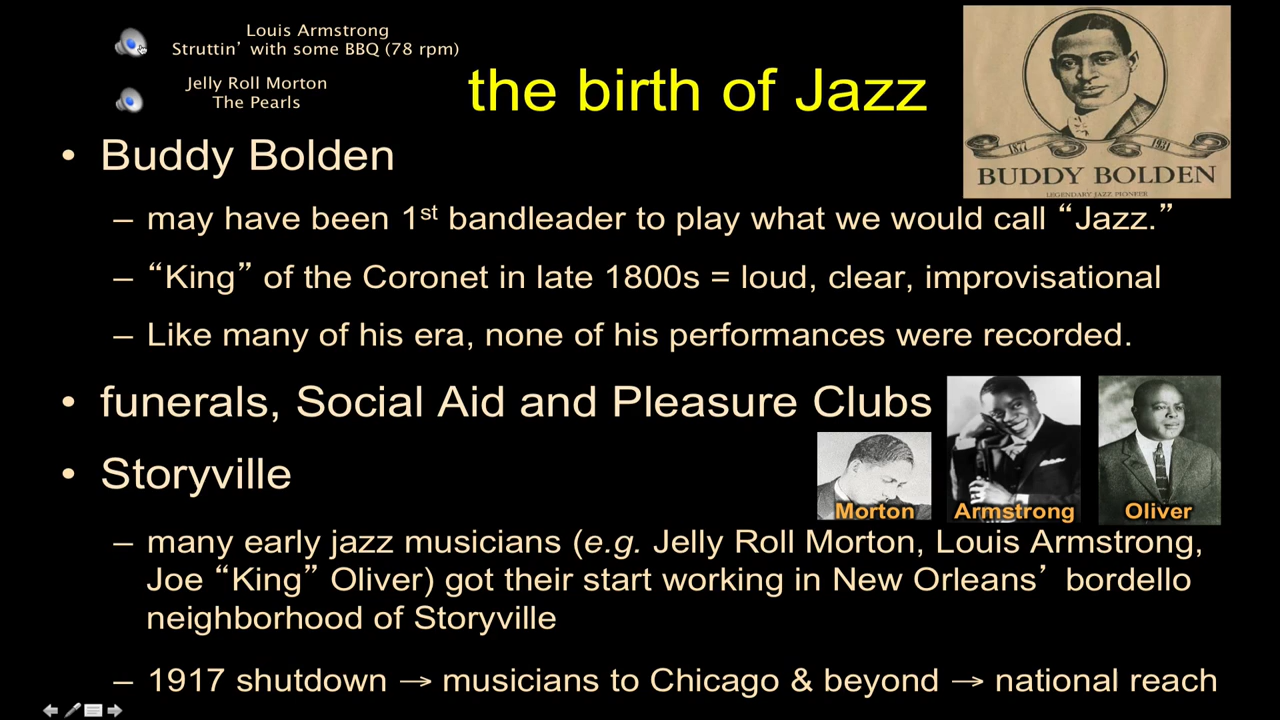 Louis Armstrong
Struttin’ with some BBQ (78 rpm)
Jelly Roll Morton
The Pearls
the birth of Jazz
1877
1931
BUDDY BOLDEN
LEGENDARY JAZZ PIONEER
• Buddy Bolden
– may have been 1st bandleader to play what we would call “Jazz.”
– “King” of the Coronet in late 1800s = loud, clear, improvisational
– Like many of his era, none of his performances were recorded.
• funerals, Social Aid and Pleasure Clubs
• Storyville
Morton
Armstrong
Oliver
– many early jazz musicians (e.g. Jelly Roll Morton, Louis Armstrong,
Joe “King” Oliver) got their start working in New Orleans’ bordello
neighborhood of Storyville
– 1917 shutdown → musicians to Chicago & beyond → national reach